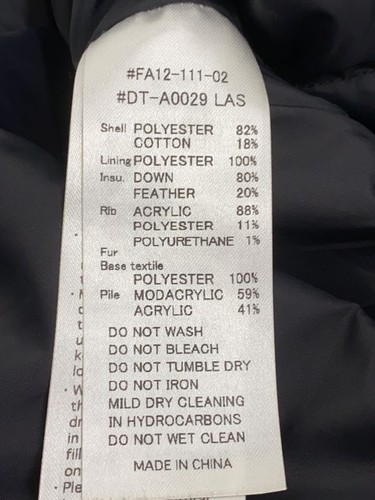 #FA12-111-02
#DT-A0029 LAS
Shell POLYESTER 82%
COTTON 18%
Lining POLYESTER 100%
Insu. DOWN 80%
FEATHER 20%
Rib ACRYLIC 88%
POLYESTER 11%
POLYURETHANE 1%
Fur
Base textile
POLYESTER 100%
Pile MODACRYLIC 59%
ACRYLIC 41%
DO NOT WASH
DO NOT BLEACH
DO NOT TUMBLE DRY
DO NOT IRON
MILD DRY CLEANING
IN HYDROCARBONS
DO NOT WET CLEAN
MADE IN CHINA